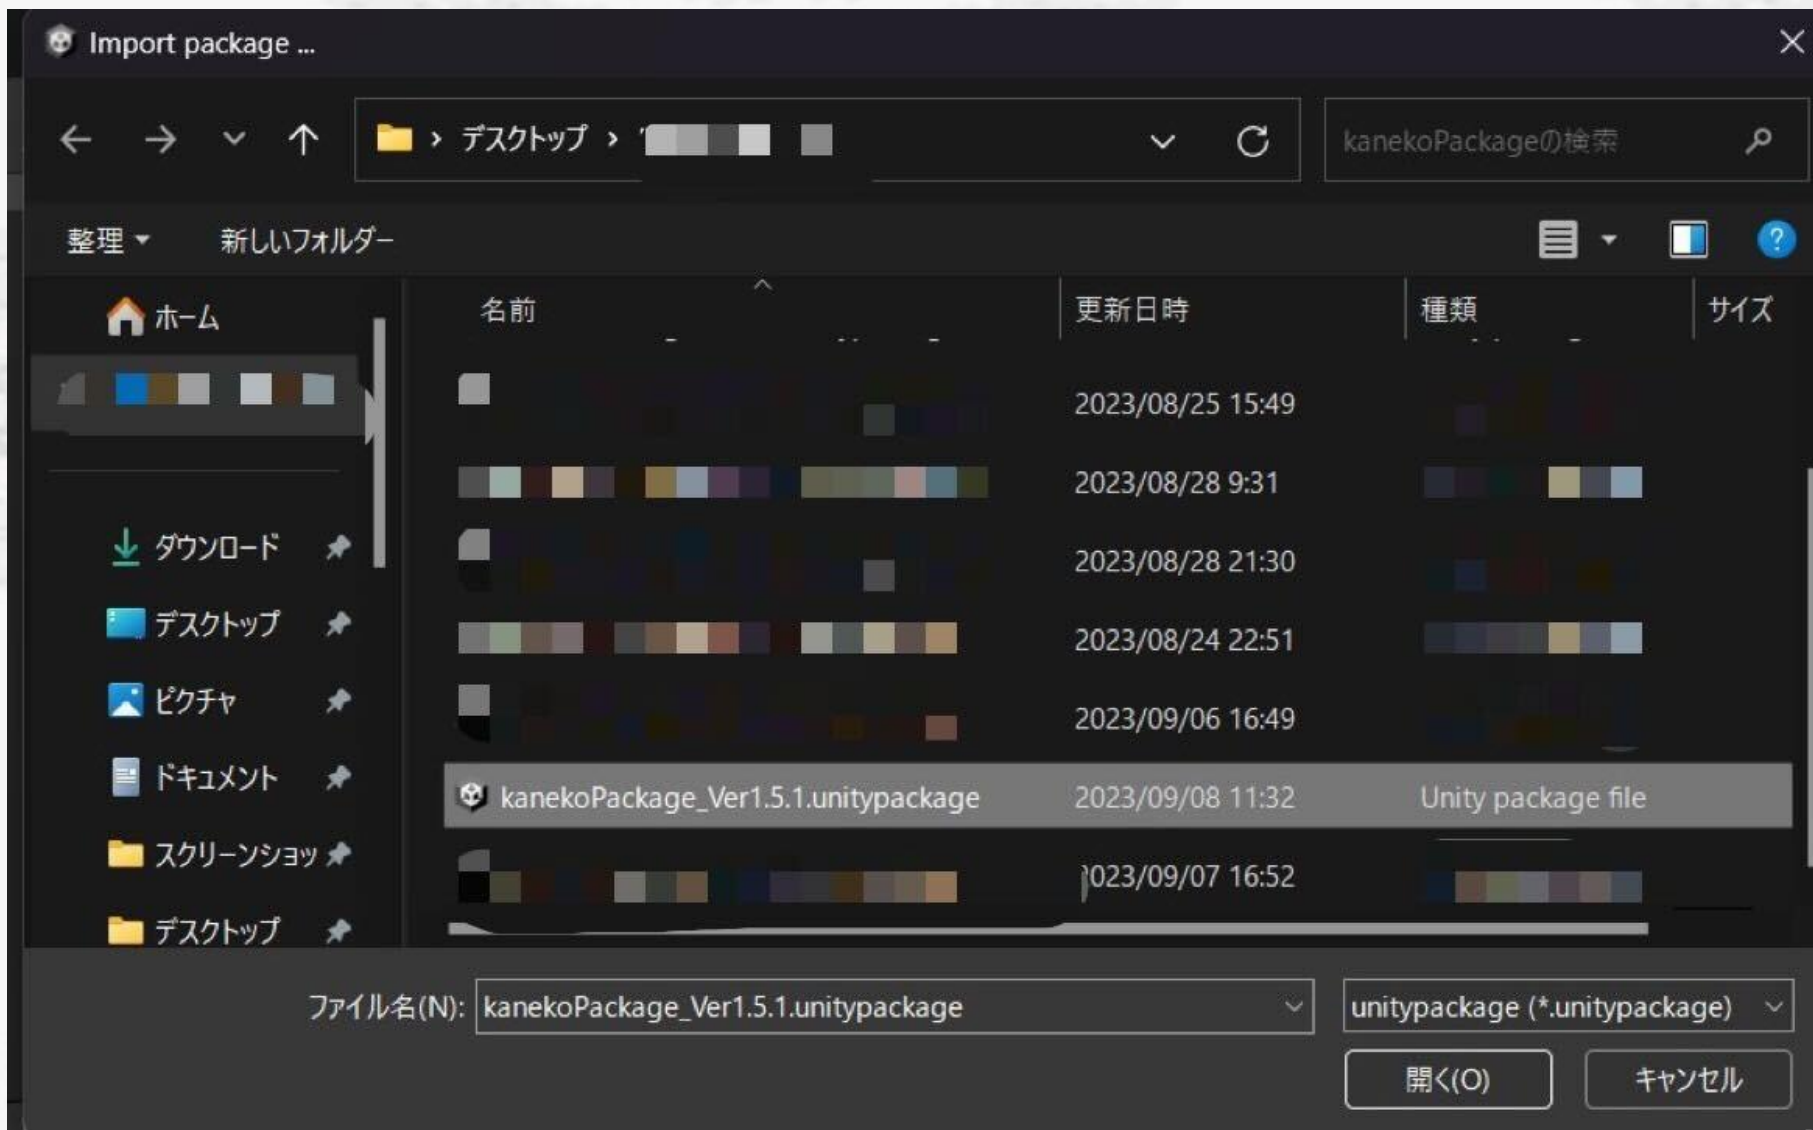 Import package ...
デスクトップ
kanekoPackageの検索
整理
新しいフォルダー
ホーム
ダウンロード
デスクトップ
ピクチャ
ドキュメント
スクリーンショッ
デスクトップ
名前 更新日時 種類 サイズ
2023/08/25 15:49
2023/08/28 9:31
2023/08/28 21:30
2023/08/24 22:51
2023/09/06 16:49
kanekoPackage_Ver1.5.1.unitypackage 2023/09/08 11:32 Unity package file
2023/09/07 16:52
ファイル名(N): kanekoPackage_Ver1.5.1.unitypackage
unitypackage (*.unitypackage)
開く(O) キャンセル